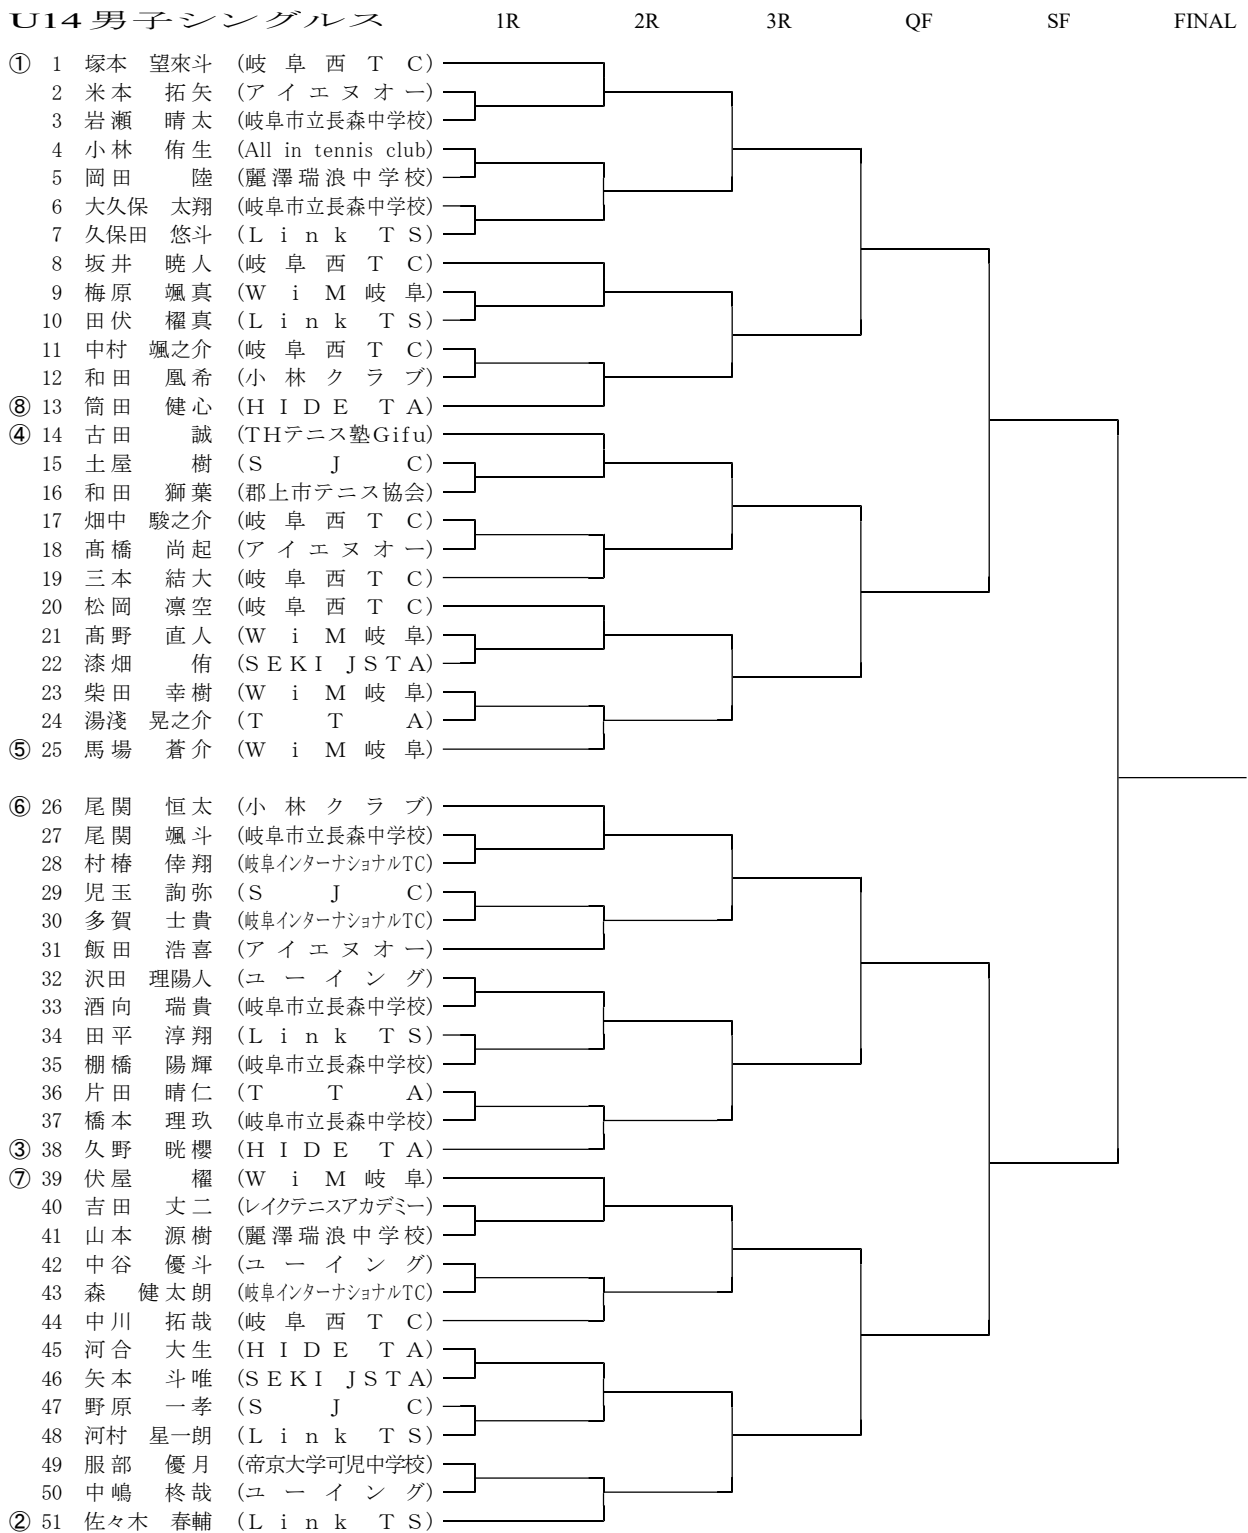 U14男子シングルス 1R 2R 3R QF SF FINAL
① 1 塚本 望來斗 (岐阜西TC)
2 米本 拓矢 (アイエヌオー)
3 岩瀬 晴太 (岐阜市立長森中学校)
4 小林 侑生 (All in tennis club)
5 岡田 陸 (麗澤瑞浪中学校)
6 大久保 太翔 (岐阜市立長森中学校)
7 久保田 悠斗 (Link TS)
8 坂井 暁人 (岐阜西TC)
9 梅原 颯真 (WiM岐阜)
10 田伏 櫂真 (Link TS)
11 中村 颯之介 (岐阜西TC)
12 和田 凰希 (小林クラブ)
⑧ 13 筒田 健心 (HIDE TA)
④ 14 古田 誠 (THテニス塾Gifu)
15 土屋 樹 (SJC)
16 和田 獅葉 (郡上市テニス協会)
17 畑中 駿之介 (岐阜西TC)
18 髙橋 尚起 (アイエヌオー)
19 三本 結大 (岐阜西TC)
20 松岡 凛空 (岐阜西TC)
21 髙野 直人 (WiM岐阜)
22 漆畑 侑 (SEKI JSTA)
23 柴田 幸樹 (WiM岐阜)
24 湯淺 晃之介 (TTA)
⑤ 25 馬場 蒼介 (WiM岐阜)
⑥ 26 尾関 恒太 (小林クラブ)
27 尾関 颯斗 (岐阜市立長森中学校)
28 村椿 倖翔 (岐阜インターナショナルTC)
29 児玉 詢弥 (SJC)
30 多賀 士貴 (岐阜インターナショナルTC)
31 飯田 浩喜 (アイエヌオー)
32 沢田 理陽人 (ユーイング)
33 酒向 瑞貴 (岐阜市立長森中学校)
34 田平 淳翔 (Link TS)
35 棚橋 陽輝 (岐阜市立長森中学校)
36 片田 晴仁 (TTA)
37 橋本 理玖 (岐阜市立長森中学校)
③ 38 久野 晄櫻 (HIDE TA)
⑦ 39 伏屋 櫂 (WiM岐阜)
40 吉田 丈二 (レイクテニスアカデミー)
41 山本 源樹 (麗澤瑞浪中学校)
42 中谷 優斗 (ユーイング)
43 森 健太朗 (岐阜インターナショナルTC)
44 中川 拓哉 (岐阜西TC)
45 河合 大生 (HIDE TA)
46 矢本 斗唯 (SEKI JSTA)
47 野原 一孝 (SJC)
48 河村 星一朗 (Link TS)
49 服部 優月 (帝京大学可児中学校)
50 中嶋 柊哉 (ユーイング)
② 51 佐々木 春輔 (Link TS)